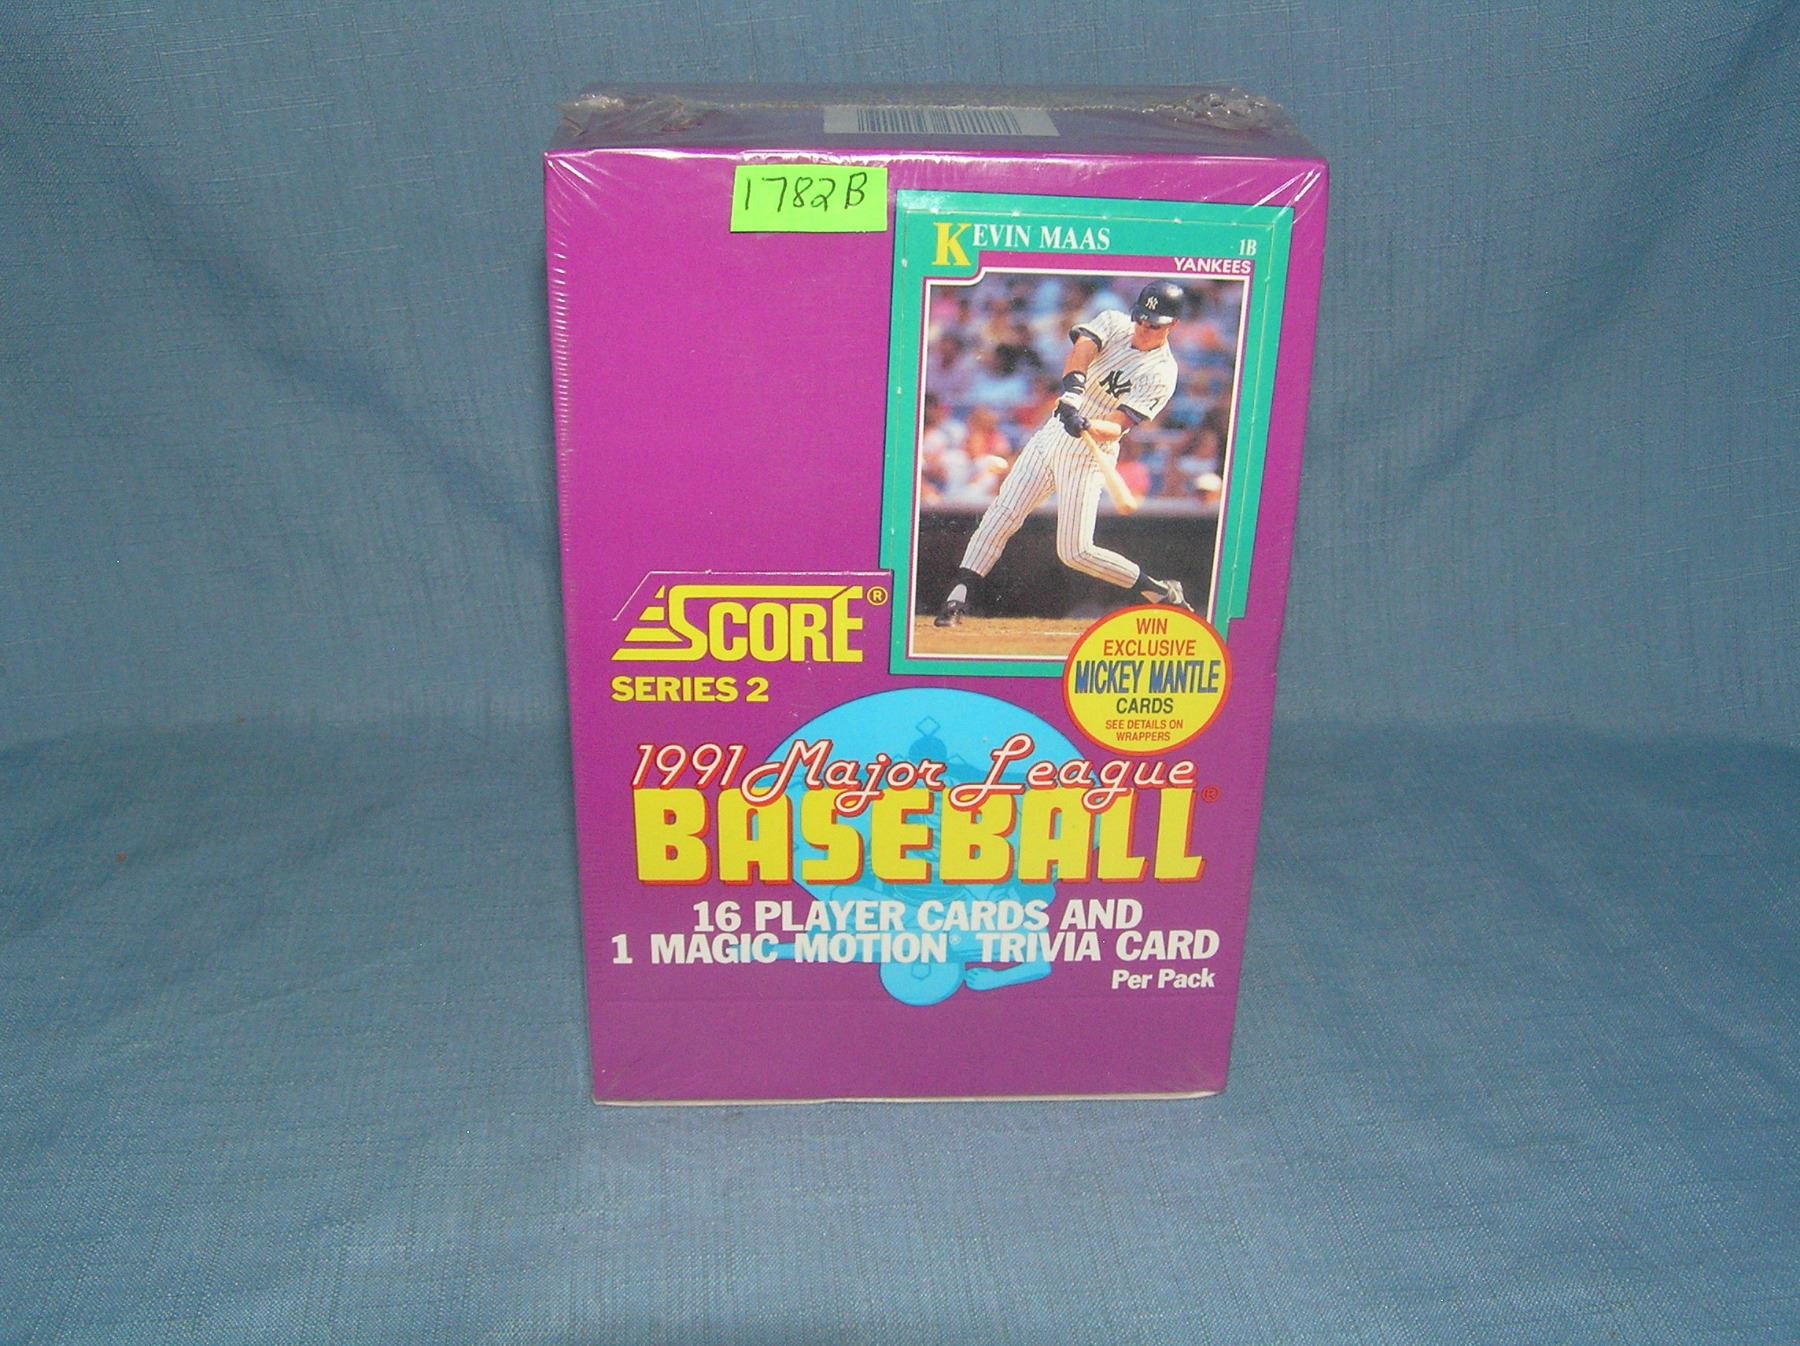 1782B
KEVIN MAAS
1B
YANKEES
SCORE®
SERIES 2
WIN
EXCLUSIVE
MICKEY MANTLE
CARDS
SEE DETAILS ON
WRAPPERS
1991 Major League
BASEBALL®
16 PLAYER CARDS AND
1 MAGIC MOTION® TRIVIA CARD
Per Pack